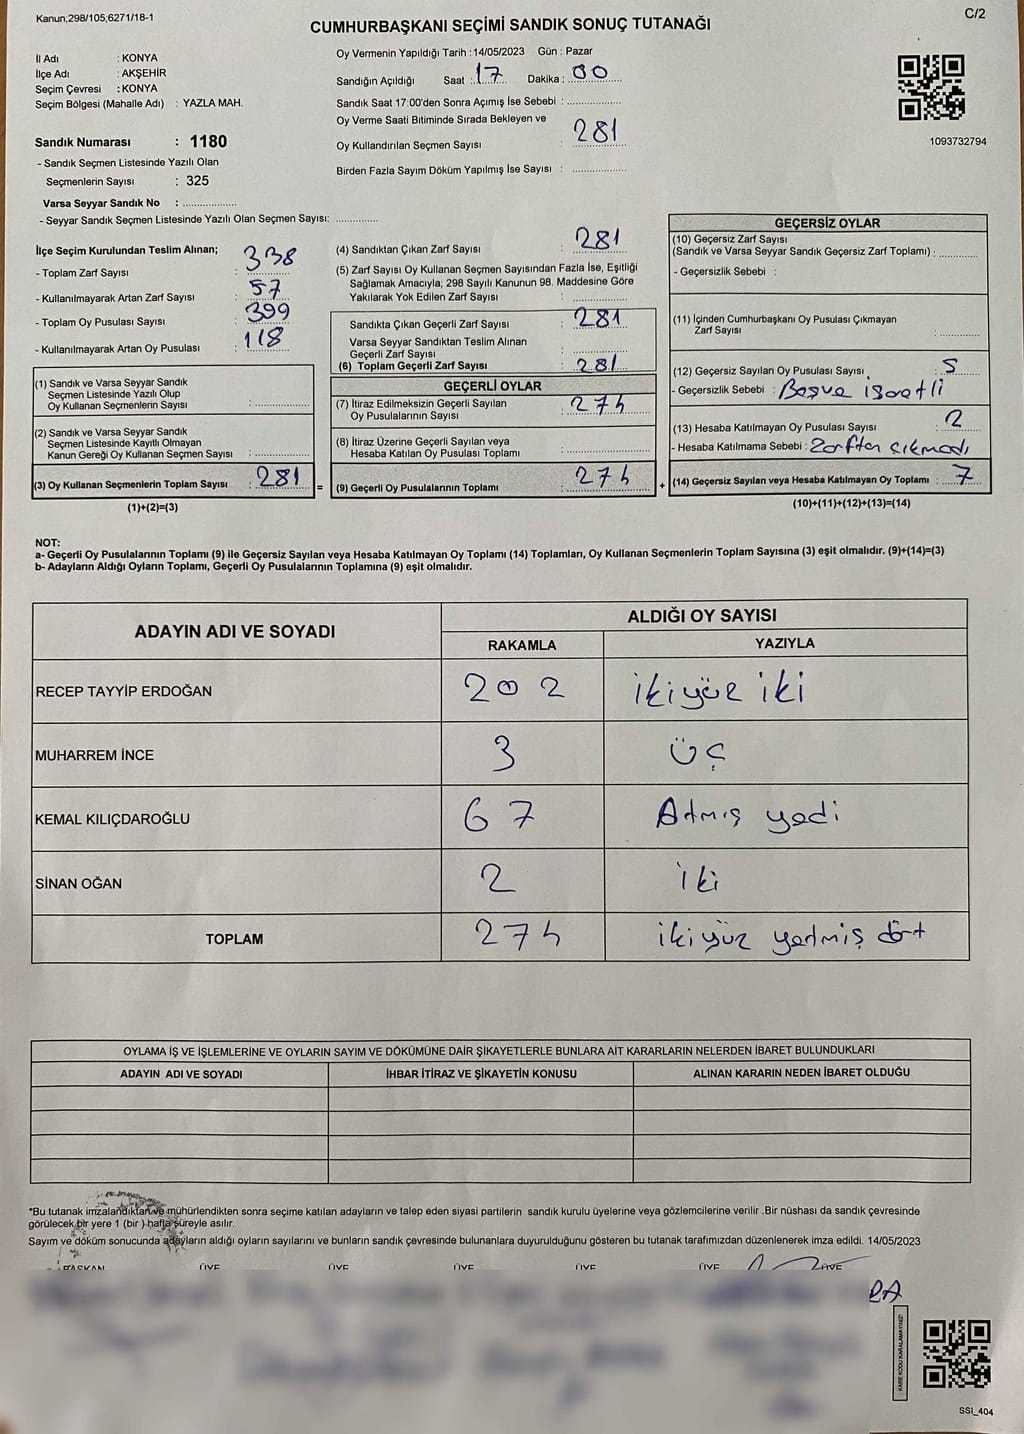 Kanun;298/105;6271/18-1
C/2
CUMHURBAŞKANI SEÇİMİ SANDIK SONUÇ TUTANAĞI
İl Adı : KONYA
İlçe Adı : AKŞEHİR
Seçim Çevresi : KONYA
Seçim Bölgesi (Mahalle Adı) : YAZLA MAH.
Sandık Numarası : 1180
- Sandık Seçmen Listesinde Yazılı Olan
Seçmenlerin Sayısı : 325
Varsa Seyyar Sandık No : ..................
- Seyyar Sandık Seçmen Listesinde Yazılı Olan Seçmen Sayısı: ..............
Oy Vermenin Yapıldığı Tarih : 14/05/2023 Gün : Pazar
Sandığın Açıldığı Saat : 17 Dakika : 00
Sandık Saat 17:00'den Sonra Açımış İse Sebebi : ..................
Oy Verme Saati Bitiminde Sırada Bekleyen ve
Oy Kullandırılan Seçmen Sayısı : 281
Birden Fazla Sayım Döküm Yapılmış İse Sayısı : ..................
1093732794
İlçe Seçim Kurulundan Teslim Alınan;
- Toplam Zarf Sayısı : 338
- Kullanılmayarak Artan Zarf Sayısı : 57
- Toplam Oy Pusulası Sayısı : 399
- Kullanılmayarak Artan Oy Pusulası : 118
(1) Sandık ve Varsa Seyyar Sandık
Seçmen Listesinde Yazılı Olup
Oy Kullanan Seçmenlerin Sayısı : ..................
(2) Sandık ve Varsa Seyyar Sandık
Seçmen Listesinde Kayıtlı Olmayan
Kanun Gereği Oy Kullanan Seçmen Sayısı : ..................
(3) Oy Kullanan Seçmenlerin Toplam Sayısı : 281 =
(1)+(2)=(3)
(4) Sandıktan Çıkan Zarf Sayısı : 281
(5) Zarf Sayısı Oy Kullanan Seçmen Sayısından Fazla İse, Eşitliği
Sağlamak Amacıyla; 298 Sayılı Kanunun 98. Maddesine Göre
Yakılarak Yok Edilen Zarf Sayısı : ..................
Sandıkta Çıkan Geçerli Zarf Sayısı : 281
Varsa Seyyar Sandıktan Teslim Alınan
Geçerli Zarf Sayısı : ..................
(6) Toplam Geçerli Zarf Sayısı : 281
GEÇERLİ OYLAR
(7) İtiraz Edilmeksizin Geçerli Sayılan
Oy Pusulalarının Sayısı : 274
(8) İtiraz Üzerine Geçerli Sayılan veya
Hesaba Katılan Oy Pusulası Toplamı : ..................
(9) Geçerli Oy Pusulalarının Toplamı : 274 +
GEÇERSİZ OYLAR
(10) Geçersiz Zarf Sayısı
(Sandık ve Varsa Seyyar Sandık Geçersiz Zarf Toplamı) : ............
- Geçersizlik Sebebi :
(11) İçinden Cumhurbaşkanı Oy Pusulası Çıkmayan
Zarf Sayısı : ............
(12) Geçersiz Sayılan Oy Pusulası Sayısı : 5
- Geçersizlik Sebebi : Boşve işaretli
(13) Hesaba Katılmayan Oy Pusulası Sayısı : 2
- Hesaba Katılmama Sebebi : Zarftan çıkmadı
(14) Geçersiz Sayılan veya Hesaba Katılmayan Oy Toplamı : 7
(10)+(11)+(12)+(13)=(14)
NOT:
a- Geçerli Oy Pusulalarının Toplamı (9) ile Geçersiz Sayılan veya Hesaba Katılmayan Oy Toplamı (14) Toplamları, Oy Kullanan Seçmenlerin Toplam Sayısına (3) eşit olmalıdır. (9)+(14)=(3)
b- Adayların Aldığı Oyların Toplamı, Geçerli Oy Pusulalarının Toplamına (9) eşit olmalıdır.
ADAYIN ADI VE SOYADI
ALDIĞI OY SAYISI
RAKAMLA YAZIYLA
RECEP TAYYİP ERDOĞAN 202 ikiyüz iki
MUHARREM İNCE 3 Üç
KEMAL KILIÇDAROĞLU 67 Atmış yedi
SİNAN OĞAN 2 iki
TOPLAM 274 ikiyüz yetmiş dört
OYLAMA İŞ VE İŞLEMLERİNE VE OYLARIN SAYIM VE DÖKÜMÜNE DAİR ŞİKAYETLERLE BUNLARA AİT KARARLARIN NELERDEN İBARET BULUNDUKLARI
ADAYIN ADI VE SOYADI İHBAR İTİRAZ VE ŞİKAYETİN KONUSU ALINAN KARARIN NEDEN İBARET OLDUĞU
*Bu tutanak imzalandıktan ve mühürlendikten sonra seçime katılan adayların ve talep eden siyasi partilerin sandık kurulu üyelerine veya gözlemcilerine verilir .Bir nüshası da sandık çevresinde
görülecek bir yere 1 (bir ) hafta süreyle asılır.
Sayım ve döküm sonucunda adayların aldığı oyların sayılarını ve bunların sandık çevresinde bulunanlara duyurulduğunu gösteren bu tutanak tarafımızdan düzenlenerek imza edildi. 14/05/2023
BAŞKAN ÜYE ÜYE ÜYE ÜYE ÜYE ÜYE
KARE KODU KARALAMAYINIZ!
SSİ_404